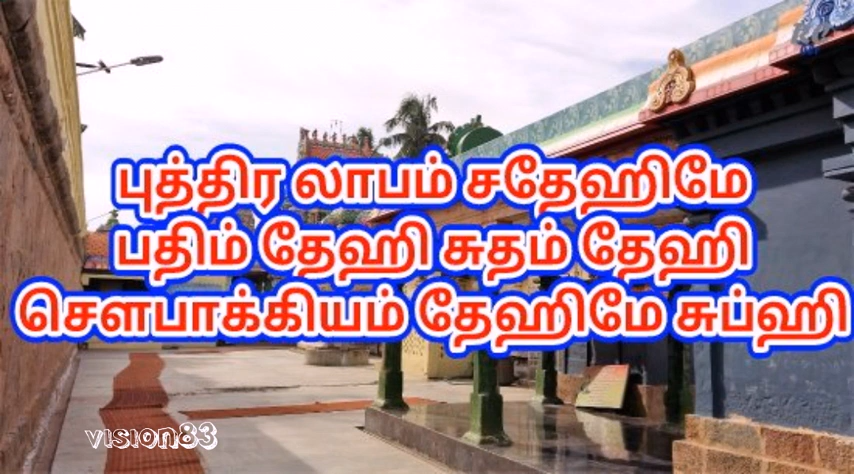 புத்திர லாபம் சதேஹிமே
பதிம் தேஹி சுதம் தேஹி
சௌபாக்கியம் தேஹிமே சுப்ஹி
vision83